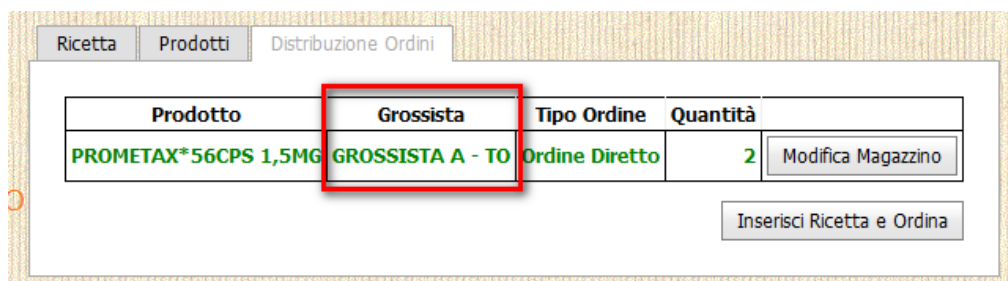 Ricetta Prodotti Distribuzione Ordini
Prodotto Grossista Tipo Ordine Quantità
PROMETAX*56CPS 1,5MG GROSSISTA A - TO Ordine Diretto 2 Modifica Magazzino
Inserisci Ricetta e Ordina